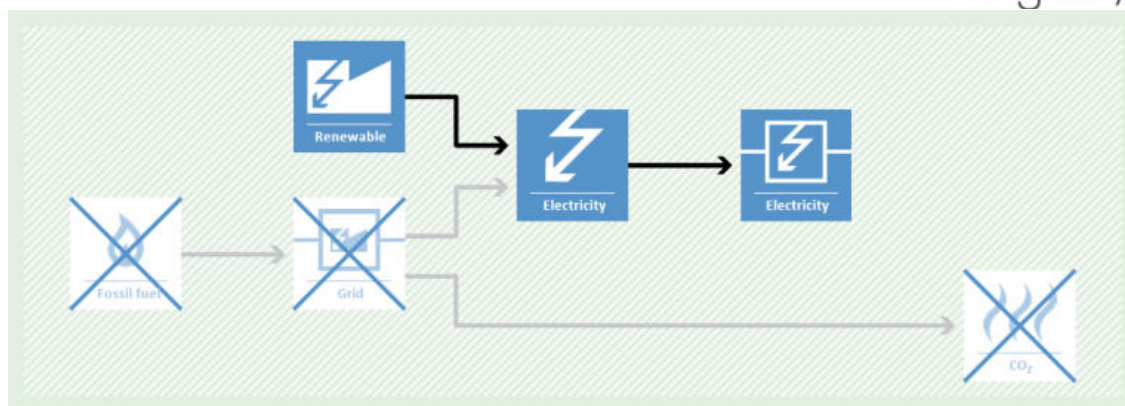 Renewable
Electricity
Electricity
Fossil fuel
Grid
CO₂